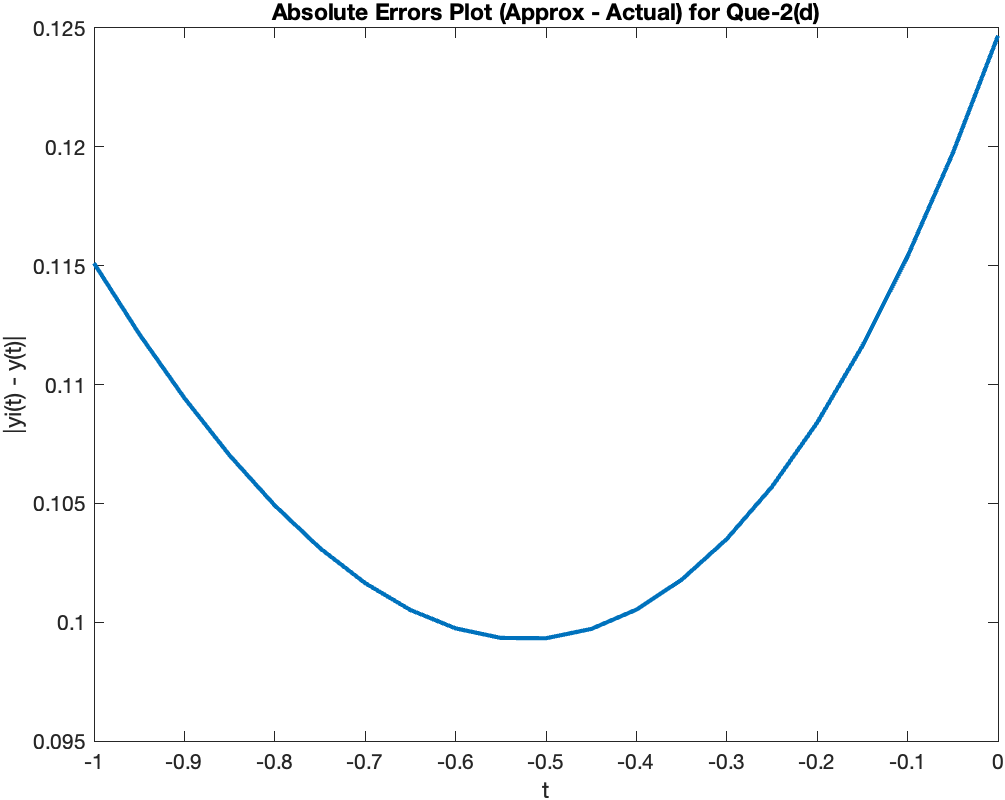 Absolute Errors Plot (Approx - Actual) for Que-2(d)
0.125
0.12
0.115
0.11
0.105
0.1
0.095
|yi(t) - y(t)|
-1 -0.9 -0.8 -0.7 -0.6 -0.5 -0.4 -0.3 -0.2 -0.1 0
t